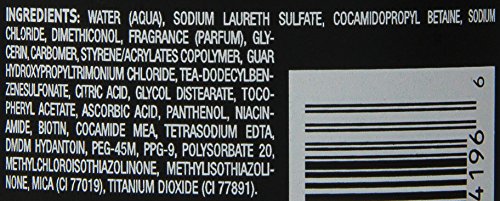 INGREDIENTS: WATER (AQUA), SODIUM LAURETH SULFATE, COCAMIDOPROPYL BETAINE, SODIUM
CHLORIDE, DIMETHICONOL, FRAGRANCE (PARFUM), GLY-
CERIN, CARBOMER, STYRENE/ACRYLATES COPOLYMER, GUAR
HYDROXYPROPYLTRIMONIUM CHLORIDE, TEA-DODECYLBEN-
ZENESULFONATE, CITRIC ACID, GLYCOL DISTEARATE, TOCO-
PHERYL ACETATE, ASCORBIC ACID, PANTHENOL, NIACIN-
AMIDE, BIOTIN, COCAMIDE MEA, TETRASODIUM EDTA,
DMDM HYDANTOIN, PEG-45M, PPG-9, POLYSORBATE 20,
METHYLCHLOROISOTHIAZOLINONE, METHYLISOTHIAZOLI-
NONE, MICA (CI 77019), TITANIUM DIOXIDE (CI 77891).
6
4196